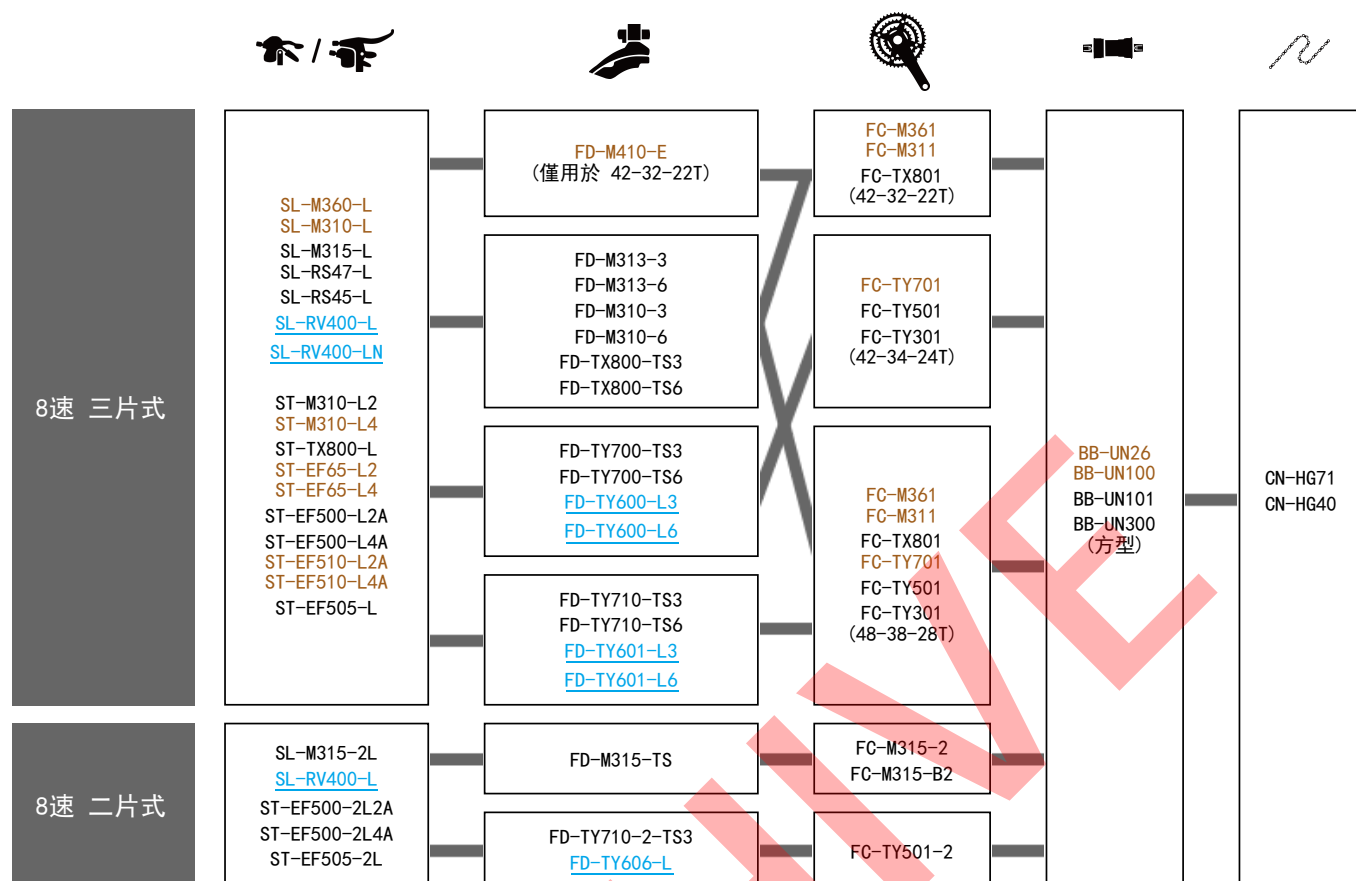 8速 三片式
SL-M360-L
SL-M310-L
SL-M315-L
SL-RS47-L
SL-RS45-L
SL-RV400-L
SL-RV400-LN
ST-M310-L2
ST-M310-L4
ST-TX800-L
ST-EF65-L2
ST-EF65-L4
ST-EF500-L2A
ST-EF500-L4A
ST-EF510-L2A
ST-EF510-L4A
ST-EF505-L
FD-M410-E
(僅用於 42-32-22T)
FD-M313-3
FD-M313-6
FD-M310-3
FD-M310-6
FD-TX800-TS3
FD-TX800-TS6
FD-TY700-TS3
FD-TY700-TS6
FD-TY600-L3
FD-TY600-L6
FD-TY710-TS3
FD-TY710-TS6
FD-TY601-L3
FD-TY601-L6
FC-M361
FC-M311
FC-TX801
(42-32-22T)
FC-TY701
FC-TY501
FC-TY301
(42-34-24T)
FC-M361
FC-M311
FC-TX801
FC-TY701
FC-TY501
FC-TY301
(48-38-28T)
BB-UN26
BB-UN100
BB-UN101
BB-UN300
(方型)
CN-HG71
CN-HG40
8速 二片式
SL-M315-2L
SL-RV400-L
ST-EF500-2L2A
ST-EF500-2L4A
ST-EF505-2L
FD-M315-TS
FD-TY710-2-TS3
FD-TY606-L
FC-M315-2
FC-M315-B2
FC-TY501-2
HIVE